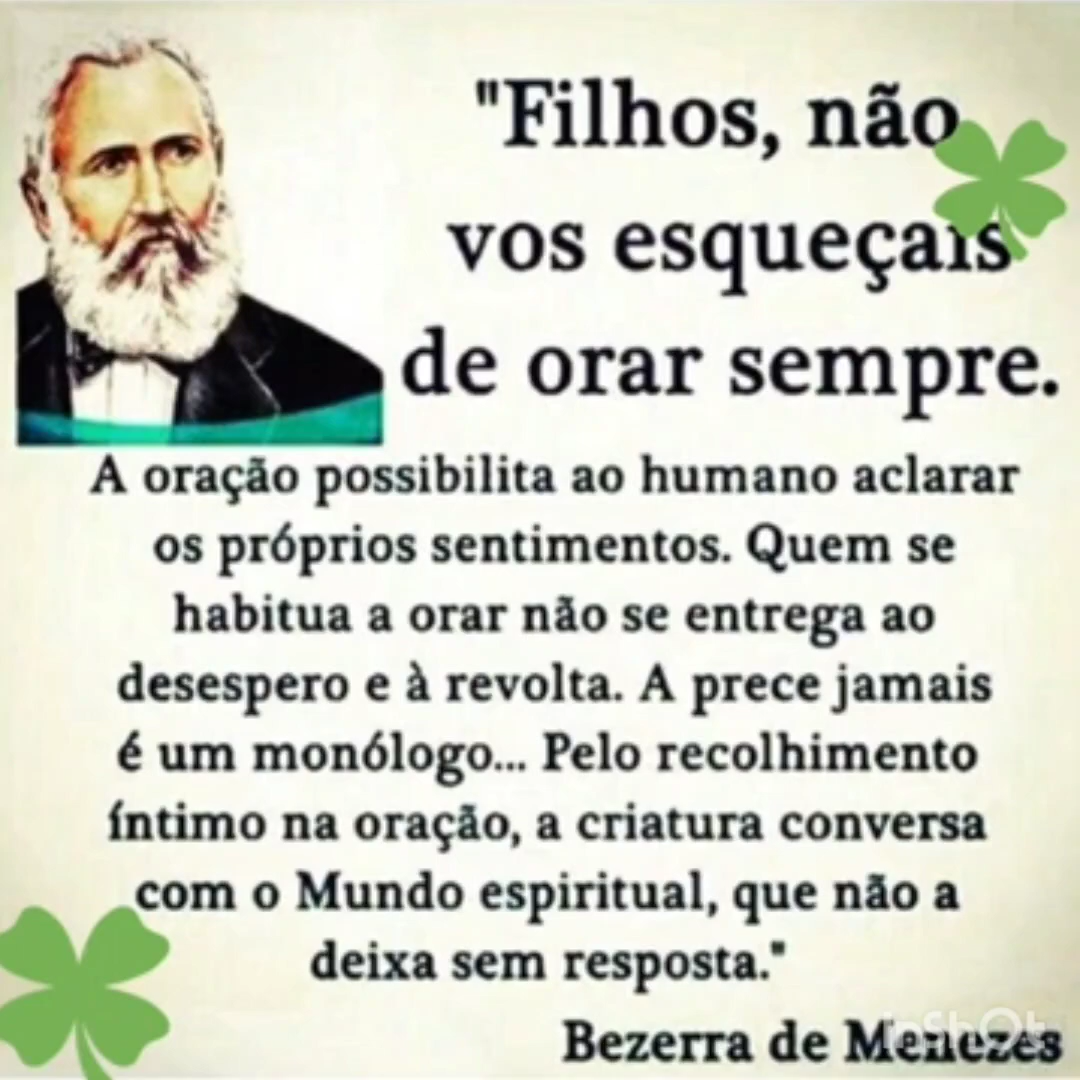 "Filhos, não
vos esqueçais
de orar sempre.
A oração possibilita ao humano aclarar
os próprios sentimentos. Quem se
habitua a orar não se entrega ao
desespero e à revolta. A prece jamais
é um monólogo... Pelo recolhimento
íntimo na oração, a criatura conversa
com o Mundo espiritual, que não a
deixa sem resposta."
Bezerra de Menezes
InShOt